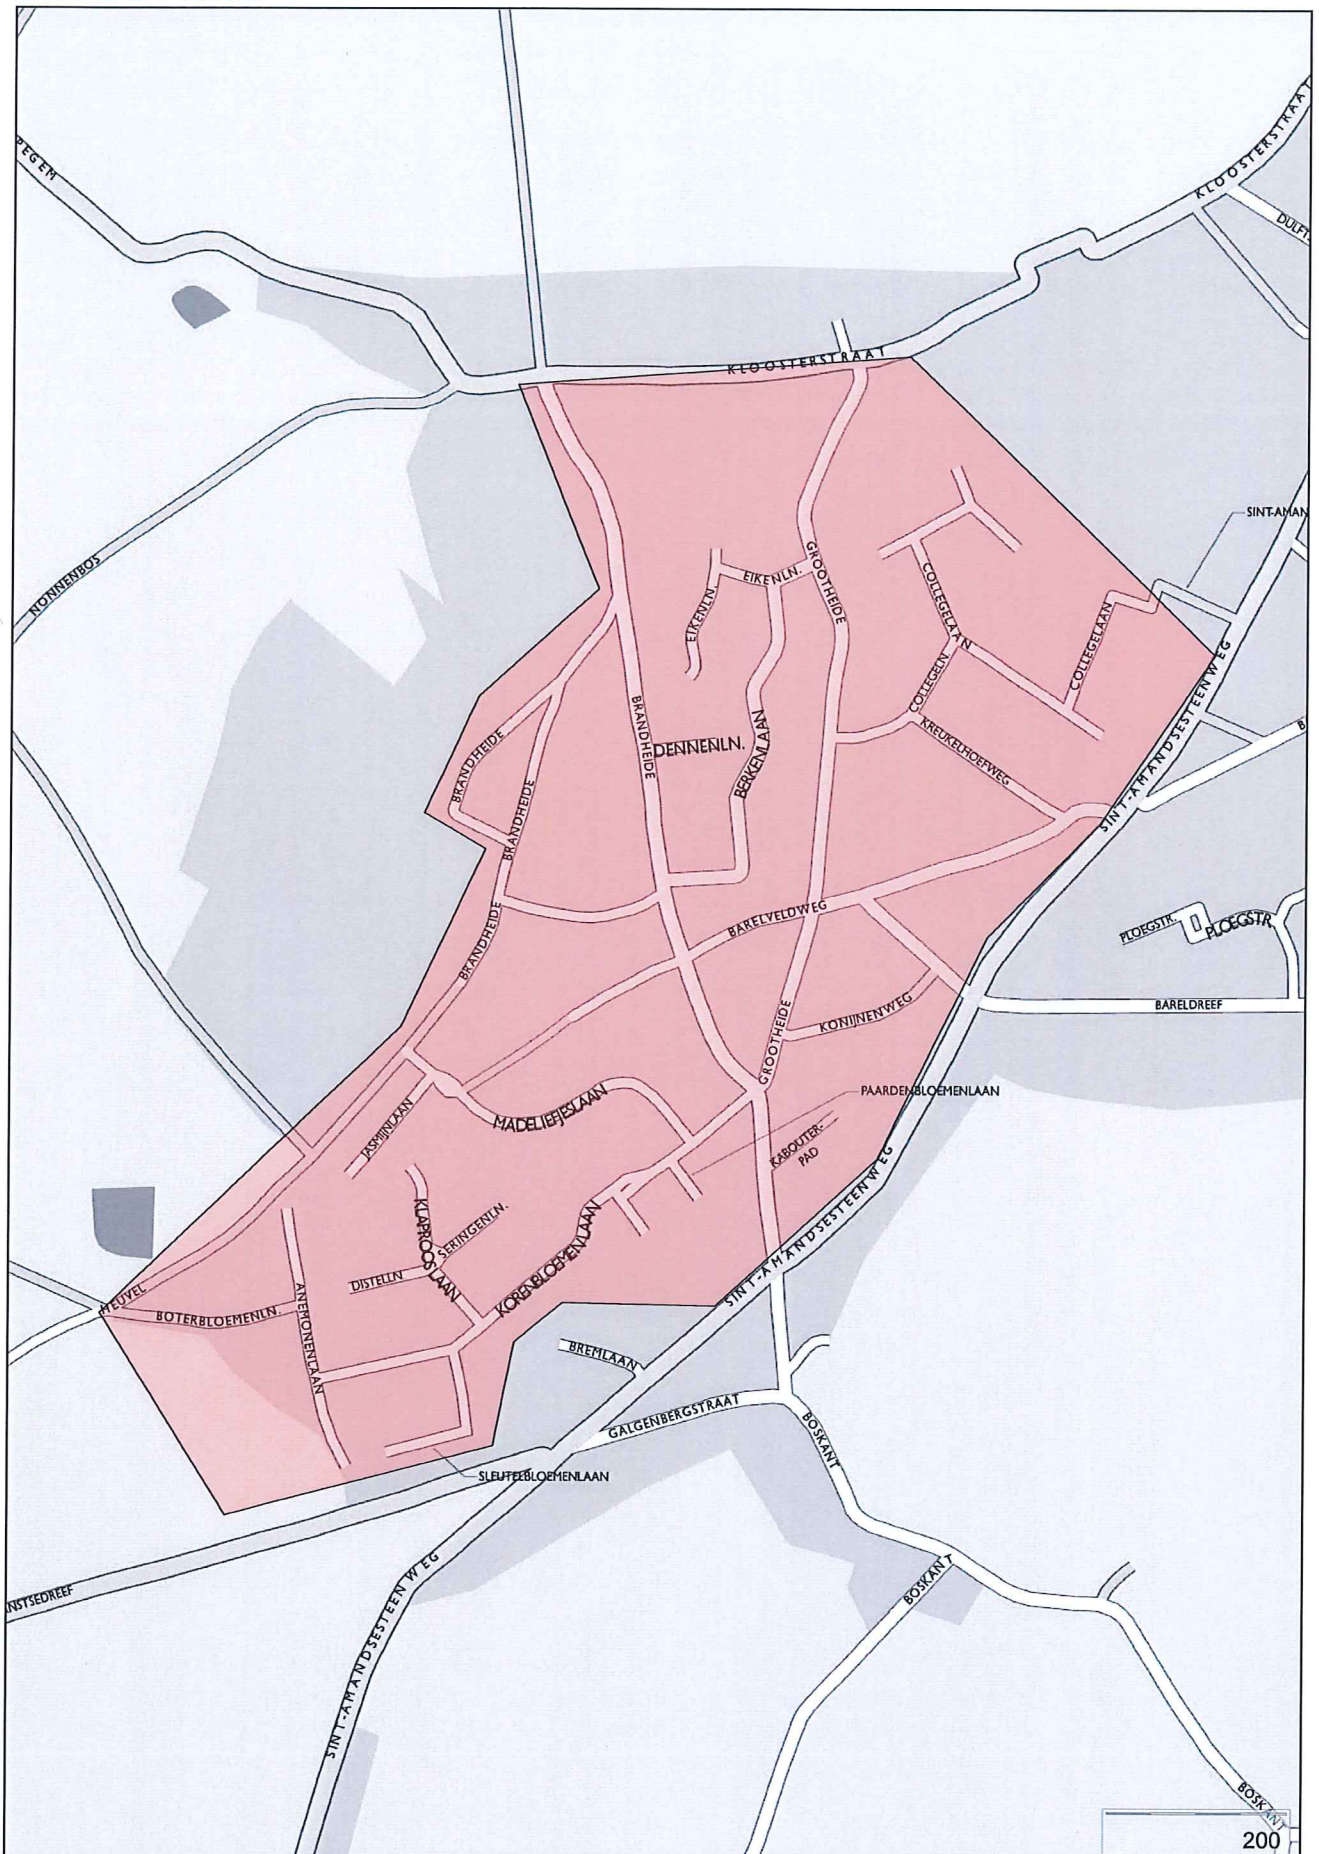 PEGEM
KLOOSTERSTRAAT
DULFT-
KLOOSTERSTRAAT
SINT-AMAN
NONNENBOS
EIKENLN.
GROOTHEIDE
EIKENLN
COLLEGELAAN
COLLEGELAAN
COLLEGELN
BRANDHEIDE
BRANDHEIDE
DENNENLN.
BERKENLAAN
KREUKELHOEFWEG
SINT-AMANDSESTEENWEG
B
BRANDHEIDE
BRANDHEIDE
BARELVELDWEG
PLOEGSTR.
PLOEGSTR
KONIJNENWEG
BARELDREEF
GROOTHEIDE
PAARDENBLOEMENLAAN
MADELIEFJESLAAN
JASMIJNLAAN
KABOUTER-
PAD
KLAPROOSLAAN
SERINGENLN.
KORENBLOEMENLAAN
DISTELLN
SINT-AMANDSESTEENWEG
HEUVEL
BOTERBLOEMENLN.
ANEMONENLAAN
BREMLAAN
GALGENBERGSTRAAT
BOSKANT
SLEUTELBLOEMENLAAN
NSTSEDREEF
SINT-AMANDSESTEENWEG
BOSKANT
BOSKANT
200